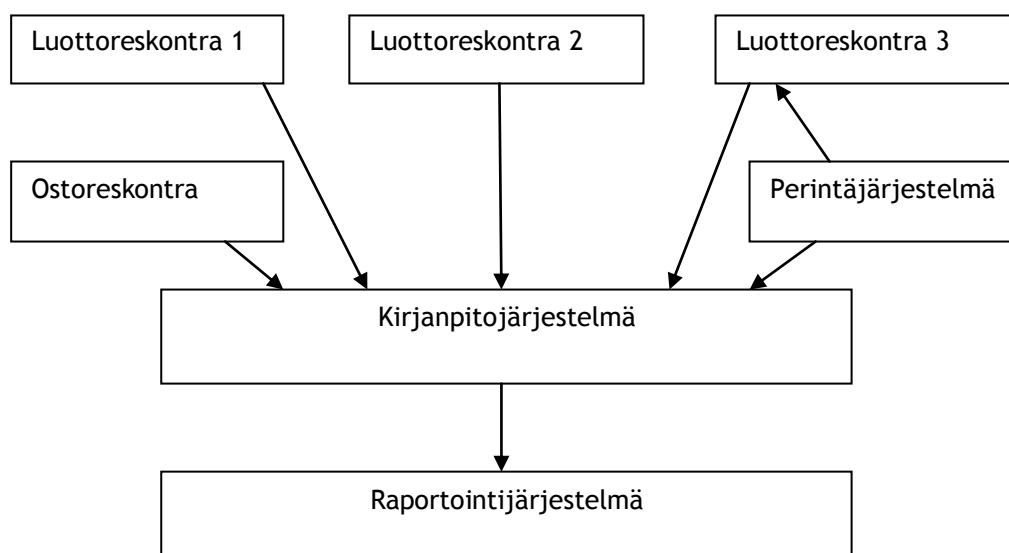 Luottoreskontra 1
Luottoreskontra 2
Luottoreskontra 3
Ostoreskontra
Perintäjärjestelmä
Kirjanpitojärjestelmä
Raportointijärjestelmä